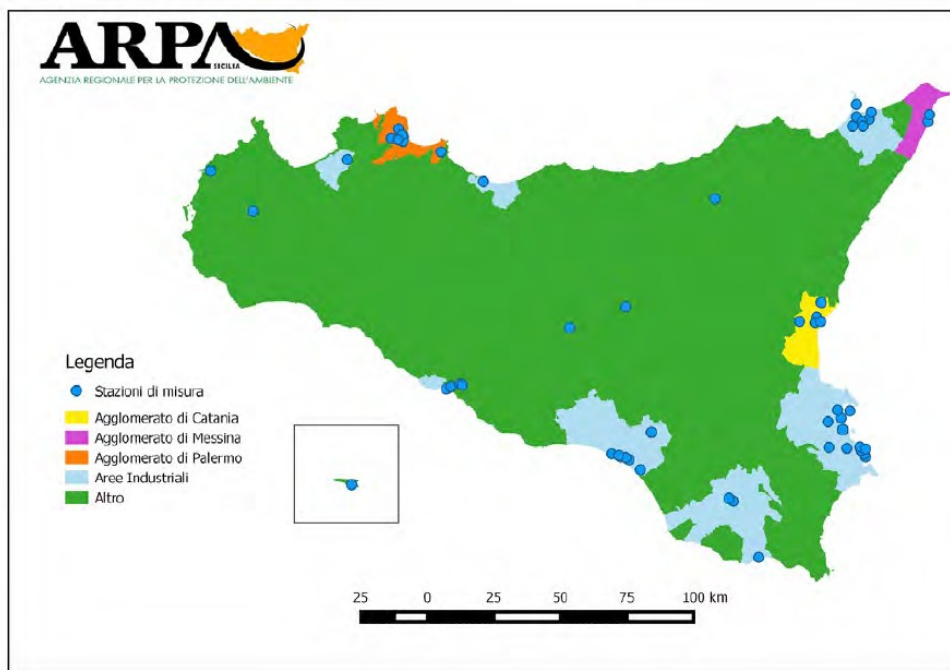 ARPA
SICILIA
AGENZIA REGIONALE PER LA PROTEZIONE DELL'AMBIENTE
Legenda
Stazioni di misura
Agglomerato di Catania
Agglomerato di Messina
Agglomerato di Palermo
Aree Industriali
Altro
25 0 25 50 75 100 km